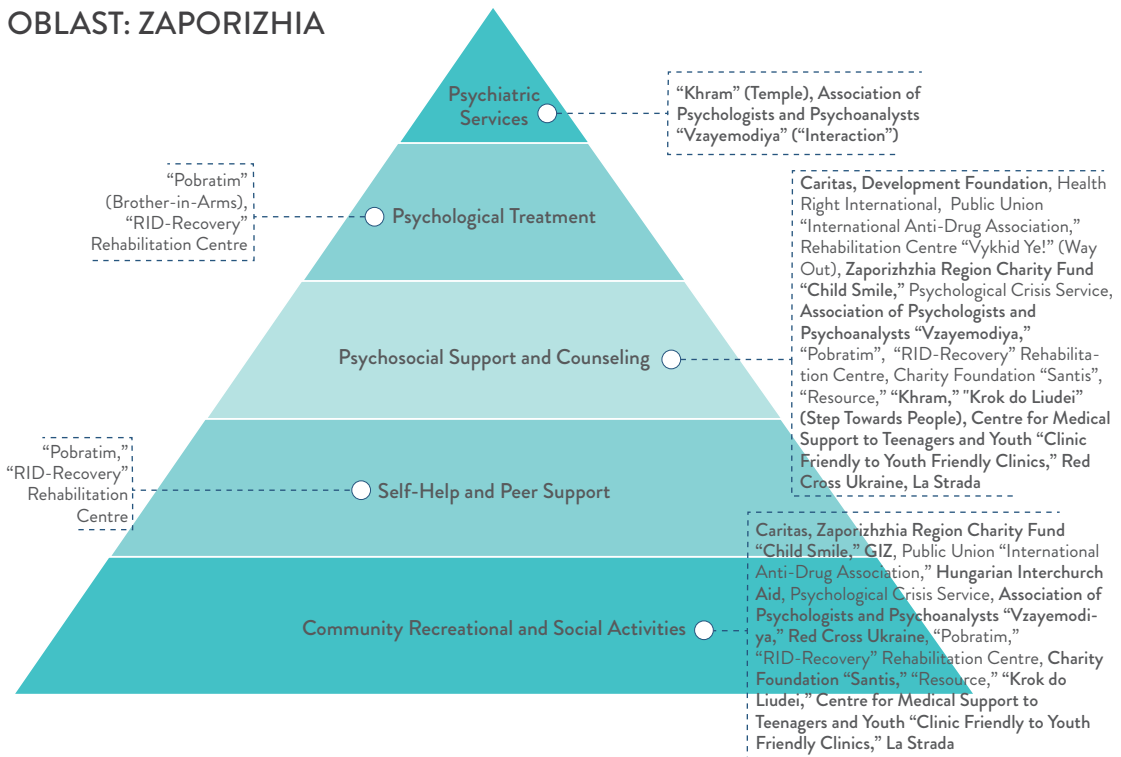 OBLAST: ZAPORIZHIA
Psychiatric
Services
“Khram” (Temple), Association of
Psychologists and Psychoanalysts
“Vzayemodiya” (“Interaction”)
“Pobratim”
(Brother-in-Arms),
“RID-Recovery”
Rehabilitation Centre
Psychological Treatment
Caritas, Development Foundation, Health
Right International, Public Union
“International Anti-Drug Association,”
Rehabilitation Centre “Vykhid Ye!” (Way
Out), Zaporizhzhia Region Charity Fund
“Child Smile,” Psychological Crisis Service,
Association of Psychologists and
Psychoanalysts “Vzayemodiya,”
“Pobratim”, “RID-Recovery” Rehabilita-
tion Centre, Charity Foundation “Santis”,
“Resource,” “Khram,” "Krok do Liudei”
(Step Towards People), Centre for Medical
Support to Teenagers and Youth “Clinic
Friendly to Youth Friendly Clinics,” Red
Cross Ukraine, La Strada
Psychosocial Support and Counseling
“Pobratim,”
“RID-Recovery”
Rehabilitation
Centre
Self-Help and Peer Support
Caritas, Zaporizhzhia Region Charity Fund
“Child Smile,” GIZ, Public Union “International
Anti-Drug Association,” Hungarian Interchurch
Aid, Psychological Crisis Service, Association of
Psychologists and Psychoanalysts “Vzayemodi-
ya,” Red Cross Ukraine, “Pobratim,”
“RID-Recovery” Rehabilitation Centre, Charity
Foundation “Santis,” “Resource,” “Krok do
Liudei,” Centre for Medical Support to
Teenagers and Youth “Clinic Friendly to Youth
Friendly Clinics,” La Strada
Community Recreational and Social Activities